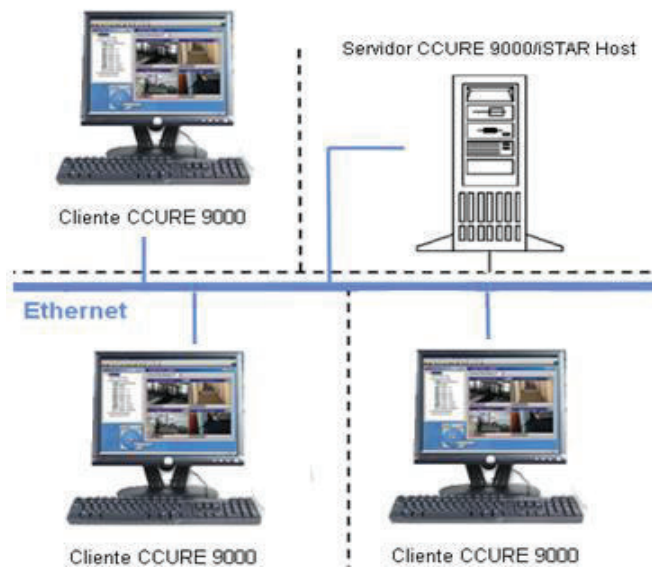 Servidor CCURE 9000/iSTAR Host
Cliente CCURE 9000
Ethernet
Cliente CCURE 9000
Cliente CCURE 9000